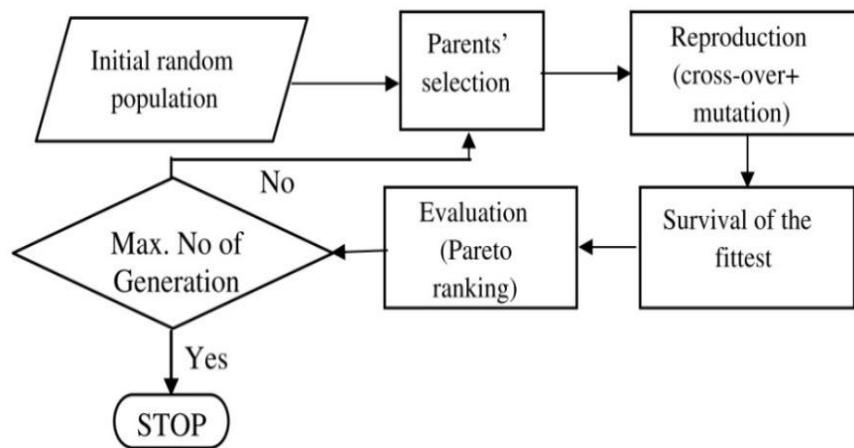 Initial random
population
Parents’
selection
Reproduction
(cross-over+
mutation)
Survival of the
fittest
Evaluation
(Pareto
ranking)
No
Max. No of
Generation
Yes
STOP